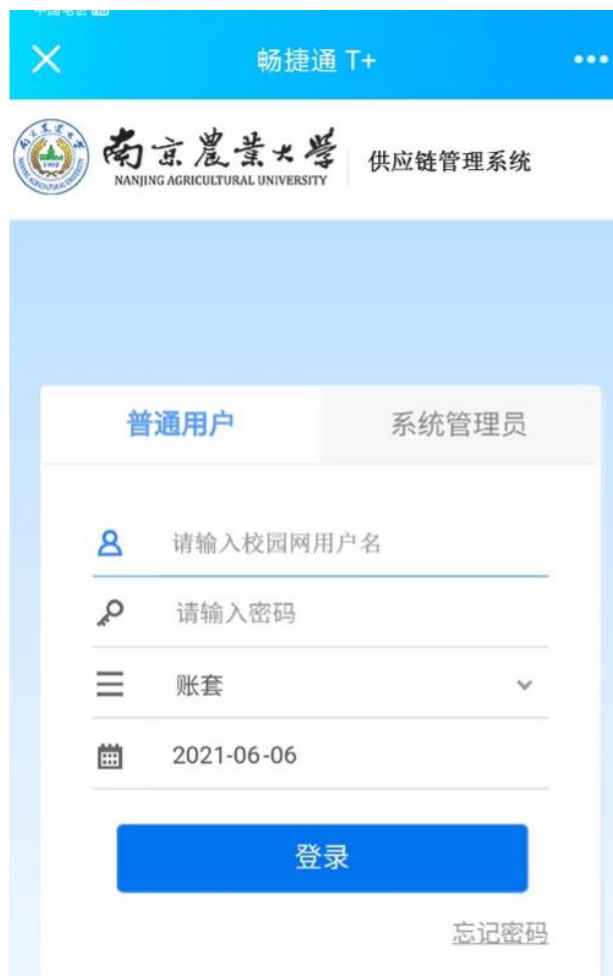 畅捷通 T+
南京農業大學
NANJING AGRICULTURAL UNIVERSITY
供应链管理系统
普通用户
系统管理员
请输入校园网用户名
请输入密码
账套
2021-06-06
登录
忘记密码